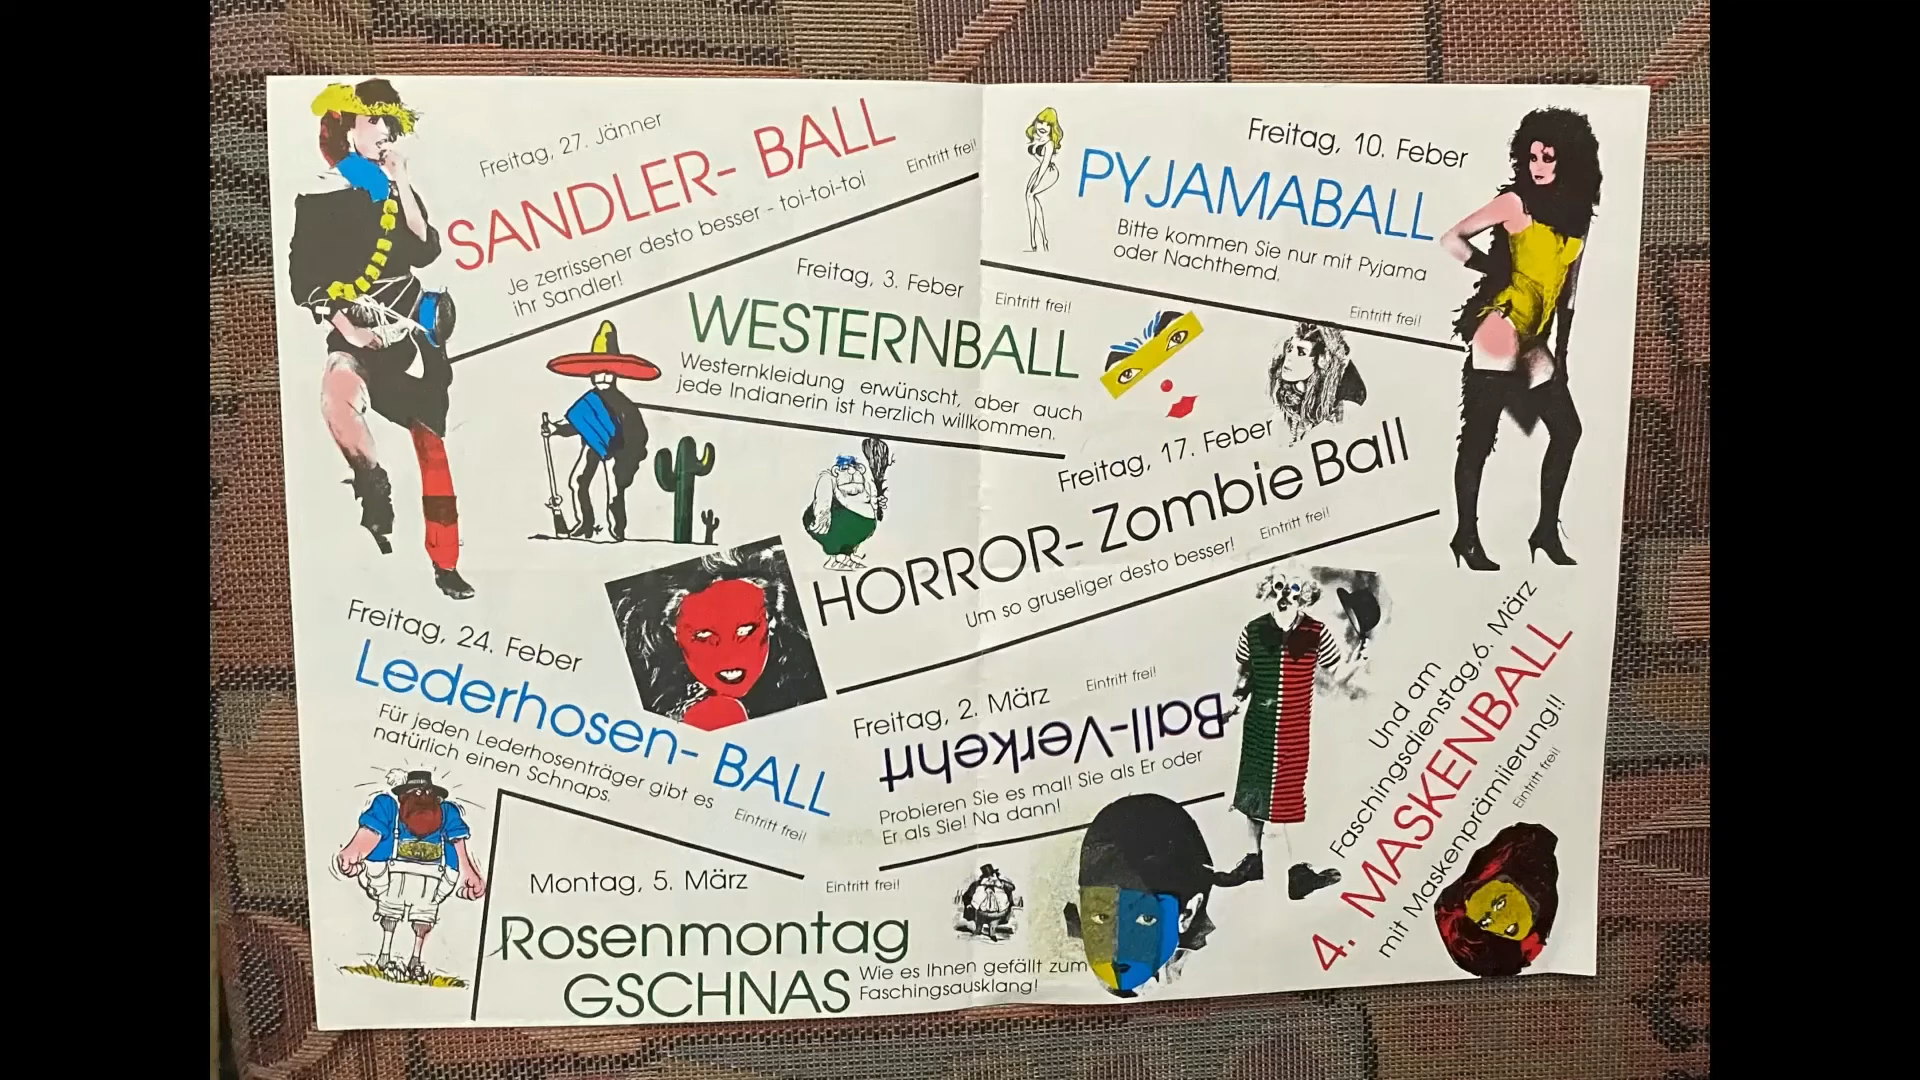 Freitag, 27. Jänner
SANDLER- BALL
Eintritt frei!
Je zerrissener desto besser - toi-toi-toi
ihr Sandler!
Freitag, 10. Feber
PYJAMABALL
Bitte kommen Sie nur mit Pyjama
oder Nachthemd.
Eintritt frei!
Freitag, 3. Feber
Eintritt frei!
WESTERNBALL
Westernkleidung erwünscht, aber auch
jede Indianerin ist herzlich willkommen.
Freitag, 17. Feber
HORROR- Zombie Ball
Um so gruseliger desto besser!
Eintritt frei!
Freitag, 24. Feber
Lederhosen- BALL
Für jeden Lederhosenträger gibt es
natürlich einen Schnaps.
Eintritt frei!
Freitag, 2. März
Eintritt frei!
Ball-Verkehrt
Probieren Sie es mal! Sie als Er oder
Er als Sie! Na dann!
Und am
Faschingsdienstag, 6. März
4. MASKENBALL
mit Maskenprämiierung!!
Eintritt frei!
Montag, 5. März
Eintritt frei!
Rosenmontag
GSCHNAS
Wie es Ihnen gefällt zum
Faschingsausklang!